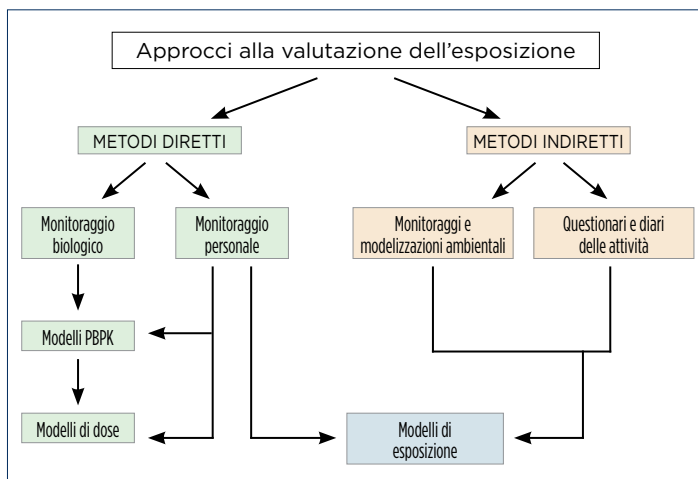 Approcci alla valutazione dell'esposizione
METODI DIRETTI
METODI INDIRETTI
Monitoraggio
biologico
Monitoraggio
personale
Monitoraggi e
modelizzazioni ambientali
Questionari e diari
delle attività
Modelli PBPK
Modelli di dose
Modelli di
esposizione